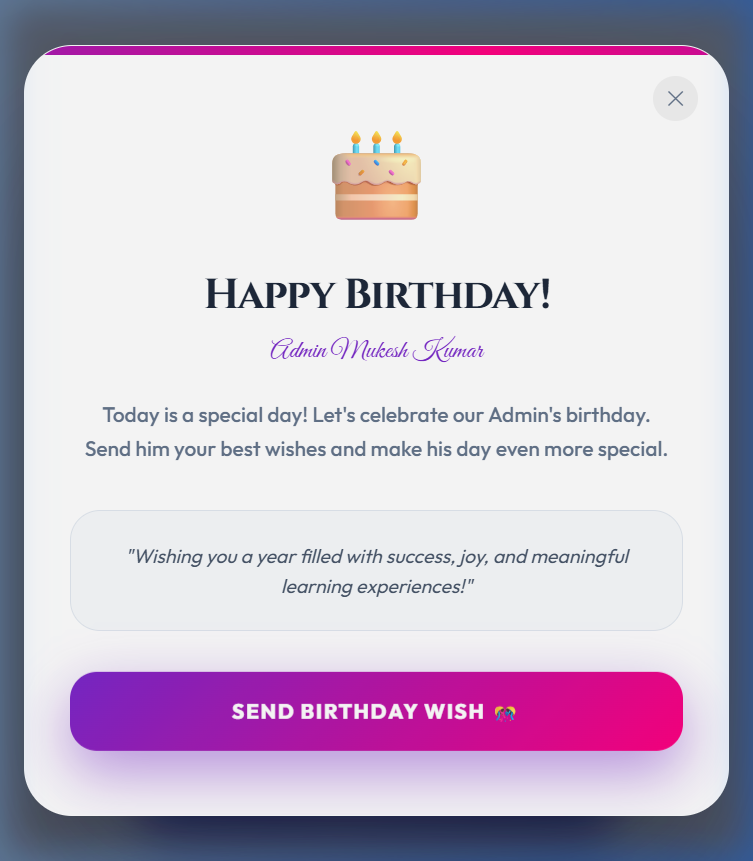 Happy Birthday!
Admin Mukesh Kumar
Today is a special day! Let's celebrate our Admin's birthday.
Send him your best wishes and make his day even more special.
"Wishing you a year filled with success, joy, and meaningful
learning experiences!"
SEND BIRTHDAY WISH